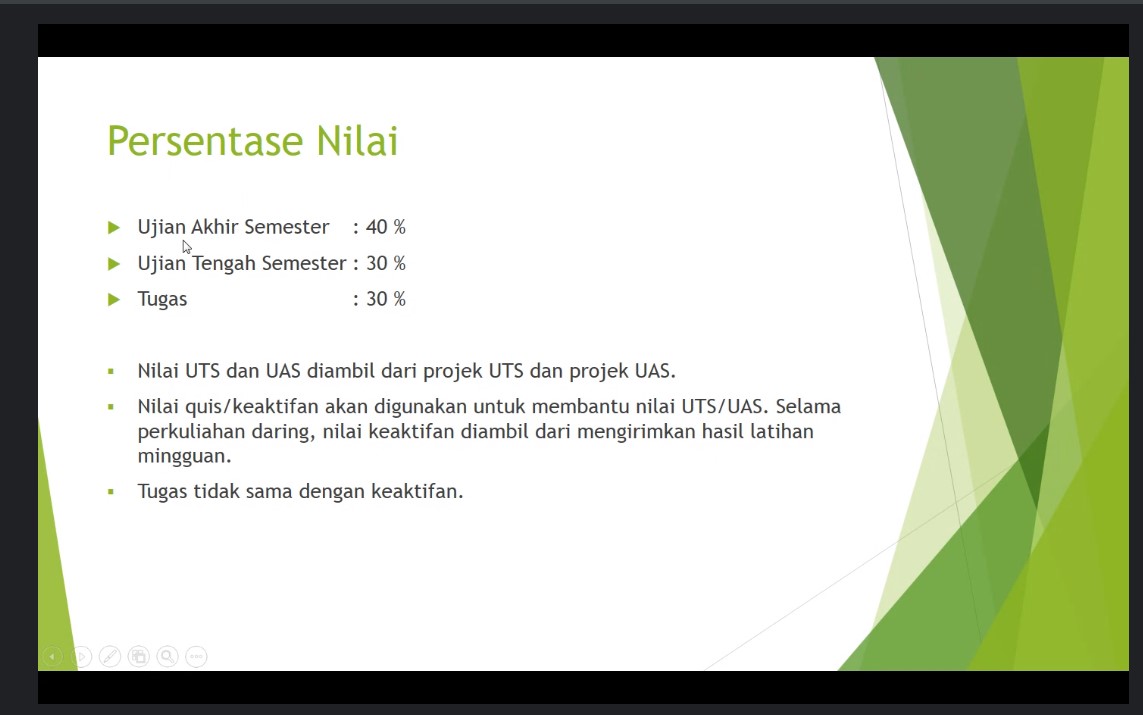 Persentase Nilai
Ujian Akhir Semester : 40 %
Ujian Tengah Semester : 30 %
Tugas : 30 %
Nilai UTS dan UAS diambil dari projek UTS dan projek UAS.
Nilai quis/keaktifan akan digunakan untuk membantu nilai UTS/UAS. Selama
perkuliahan daring, nilai keaktifan diambil dari mengirimkan hasil latihan
mingguan.
Tugas tidak sama dengan keaktifan.